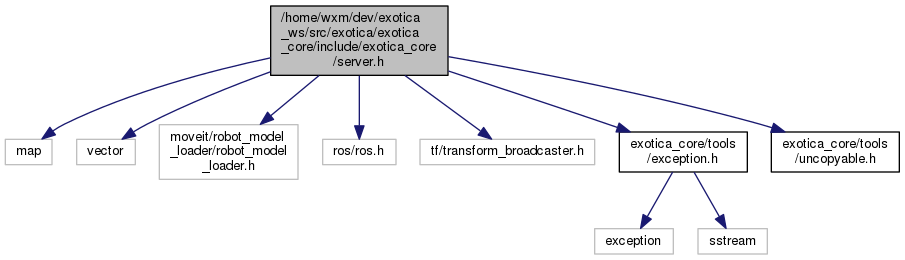 /home/wxm/dev/exotica
_ws/src/exotica/exotica
_core/include/exotica_core
/server.h
map
vector
moveit/robot_model
_loader/robot_model
_loader.h
ros/ros.h
tf/transform_broadcaster.h
exotica_core/tools
/exception.h
exotica_core/tools
/uncopyable.h
exception
sstream